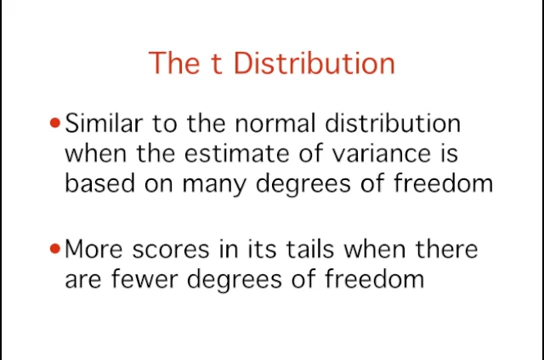 The t Distribution
•Similar to the normal distribution
when the estimate of variance is
based on many degrees of freedom
•More scores in its tails when there
are fewer degrees of freedom